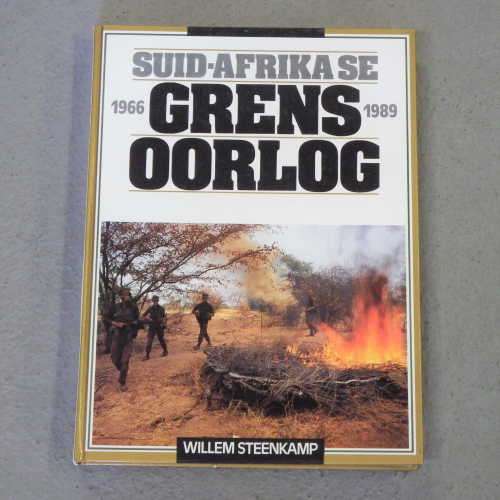 SUID-AFRIKA SE
1966 GRENS 1989
OORLOG
WILLEM STEENKAMP